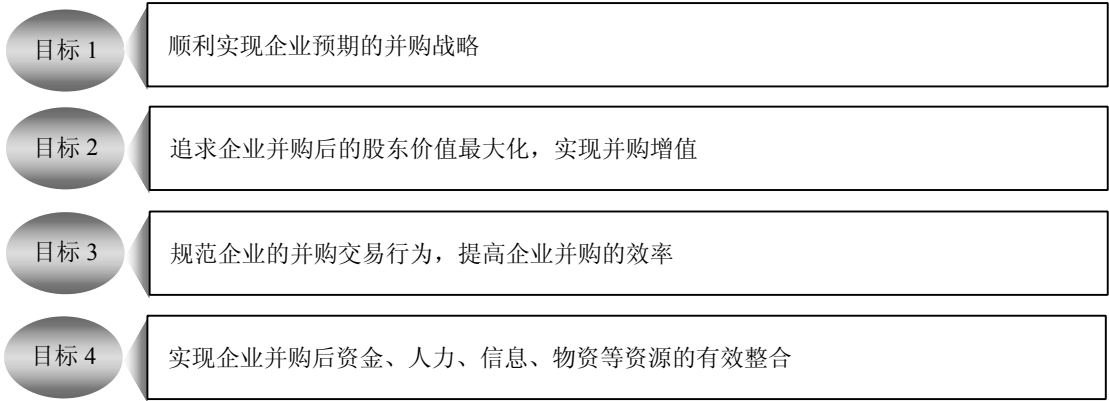 目标 1
顺利实现企业预期的并购战略
目标 2
追求企业并购后的股东价值最大化，实现并购增值
目标 3
规范企业的并购交易行为，提高企业并购的效率
目标 4
实现企业并购后资金、人力、信息、物资等资源的有效整合